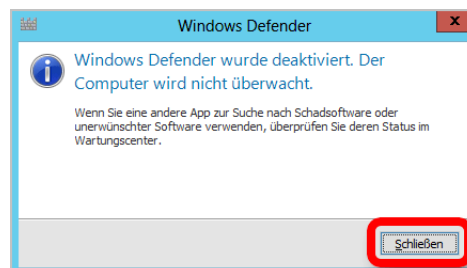 Windows Defender
x
Windows Defender wurde deaktiviert. Der
Computer wird nicht überwacht.
Wenn Sie eine andere App zur Suche nach Schadsoftware oder
unerwünschter Software verwenden, überprüfen Sie deren Status im
Wartungscenter.
Schließen